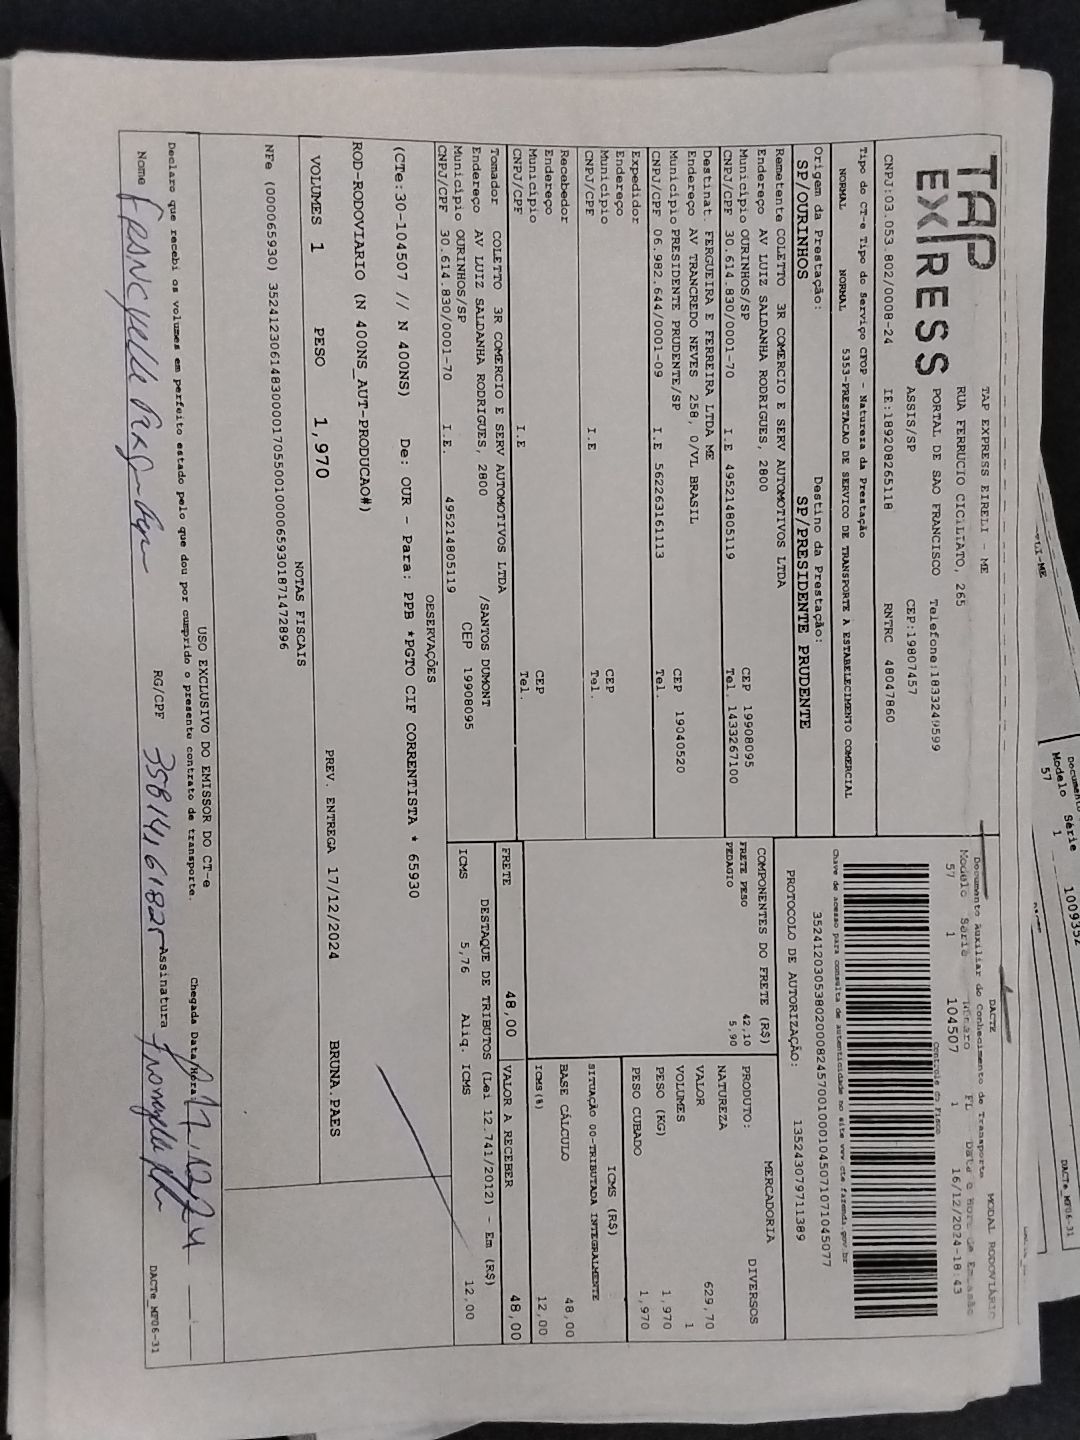 TAP
EXPRESS
TAP EXPRESS EIRELI - ME
RUA FERRUCIO CICILIATO, 265
PORTAL DE SAO FRANCISCO Telefone:1833249599
ASSIS/SP CEP:19807457
CNPJ:03.053.802/0008-24 IE:189208265118 RNTRC 48047860
DACTE MODAL RODOVIÁRIO
Documento Auxiliar do Conhecimento de Transporte
Modelo Série Número FL Data e Hora de Emissão
57 1 104507 1 16/12/2024-18:43
Controle do Fisco
Chave de acesso para consulta de autenticidade no site www.cte.fazenda.gov.br
PROTOCOLO DE AUTORIZAÇÃO: 135243079711389
Tipo do CT-e Tipo do Serviço CFOP - Natureza da Prestação
NORMAL NORMAL 5353-PRESTACAO DE SERVICO DE TRANSPORTE A ESTABELECIMENTO COMERCIAL
Origem da Prestação: Destino da Prestação:
SP/OURINHOS SP/PRESIDENTE PRUDENTE
Remetente COLETTO 3R COMERCIO E SERV AUTOMOTIVOS LTDA
Endereço AV LUIZ SALDANHA RODRIGUES, 2800
Município OURINHOS/SP CEP 19908095
CNPJ/CPF 30.614.830/0001-70 I.E 495214805119 Tel. 1433267100
Destinat. FERGUEIRA E FERREIRA LTDA ME
Endereço AV TRANCREDO NEVES 258, 0/VL BRASIL
Município PRESIDENTE PRUDENTE/SP CEP 19040520
CNPJ/CPF 06.982.644/0001-09 I.E 562263161113 Tel.
Expedidor
Endereço
Município CEP
CNPJ/CPF I.E Tel.
Recebedor
Endereço
Município CEP
CNPJ/CPF I.E Tel.
Tomador COLETTO 3R COMERCIO E SERV AUTOMOTIVOS LTDA
Endereço AV LUIZ SALDANHA RODRIGUES, 2800 /SANTOS DUMONT
Município OURINHOS/SP CEP 19908095
CNPJ/CPF 30.614.830/0001-70 I.E. 495214805119
COMPONENTES DO FRETE (R$)
FRETE PESO 42,10
PEDAGIO 5,90
MERCADORIA
PRODUTO: DIVERSOS
NATUREZA
VALOR 629,70
VOLUMES 1
PESO (KG) 1,970
PESO CUBADO 1,970
ICMS (R$)
SITUAÇÃO 00-TRIBUTADA INTEGRALMENTE
BASE CÁLCULO 48,00
ICMS (%) 12,00
FRETE 48,00 VALOR A RECEBER 48,00
DESTAQUE DE TRIBUTOS (Lei 12.741/2012) - Em (R$)
ICMS 5,76 Aliq. ICMS 12,00
OBSERVAÇÕES
(CTe:30-104507 // N 400NS) De: OUR - Para: PPB *PGTO CIF CORRENTISTA * 65930
ROD-RODOVIARIO (N 400NS_AUT-PRODUCAO#)
VOLUMES 1 PESO 1,970 PREV. ENTREGA 17/12/2024 BRUNA.PAES
NOTAS FISCAIS
USO EXCLUSIVO DO EMISSOR DO CT-e
Declaro que recebi os volumes em perfeito estado pelo que dou por cumprido o presente contrato de transporte. Chegada Data/Hora 17.12.24
Nome RG/CPF 35814161825 Assinatura
DACTe_MF06-31
Modelo Série
57 1 1009352
DACTe_MF06-31